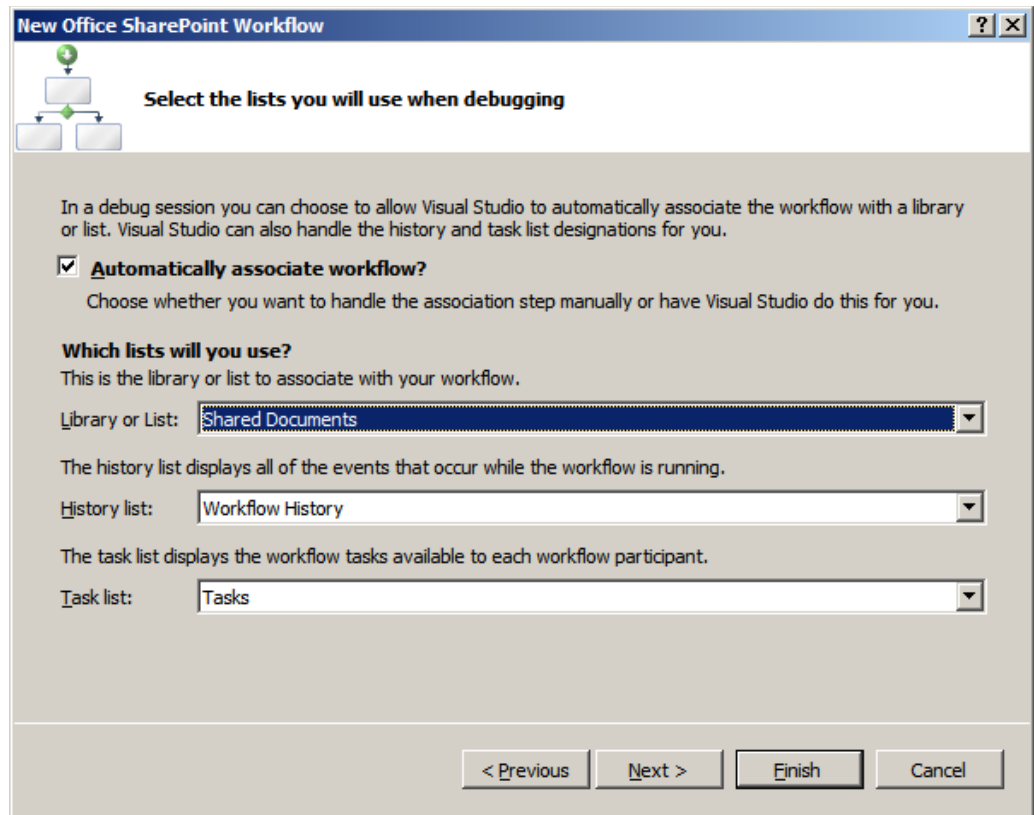 New Office SharePoint Workflow
Select the lists you will use when debugging
In a debug session you can choose to allow Visual Studio to automatically associate the workflow with a library
or list. Visual Studio can also handle the history and task list designations for you.
Automatically associate workflow?
Choose whether you want to handle the association step manually or have Visual Studio do this for you.
Which lists will you use?
This is the library or list to associate with your workflow.
Library or List: Shared Documents
The history list displays all of the events that occur while the workflow is running.
History list: Workflow History
The task list displays the workflow tasks available to each workflow participant.
Task list: Tasks
< Previous Next > Finish Cancel